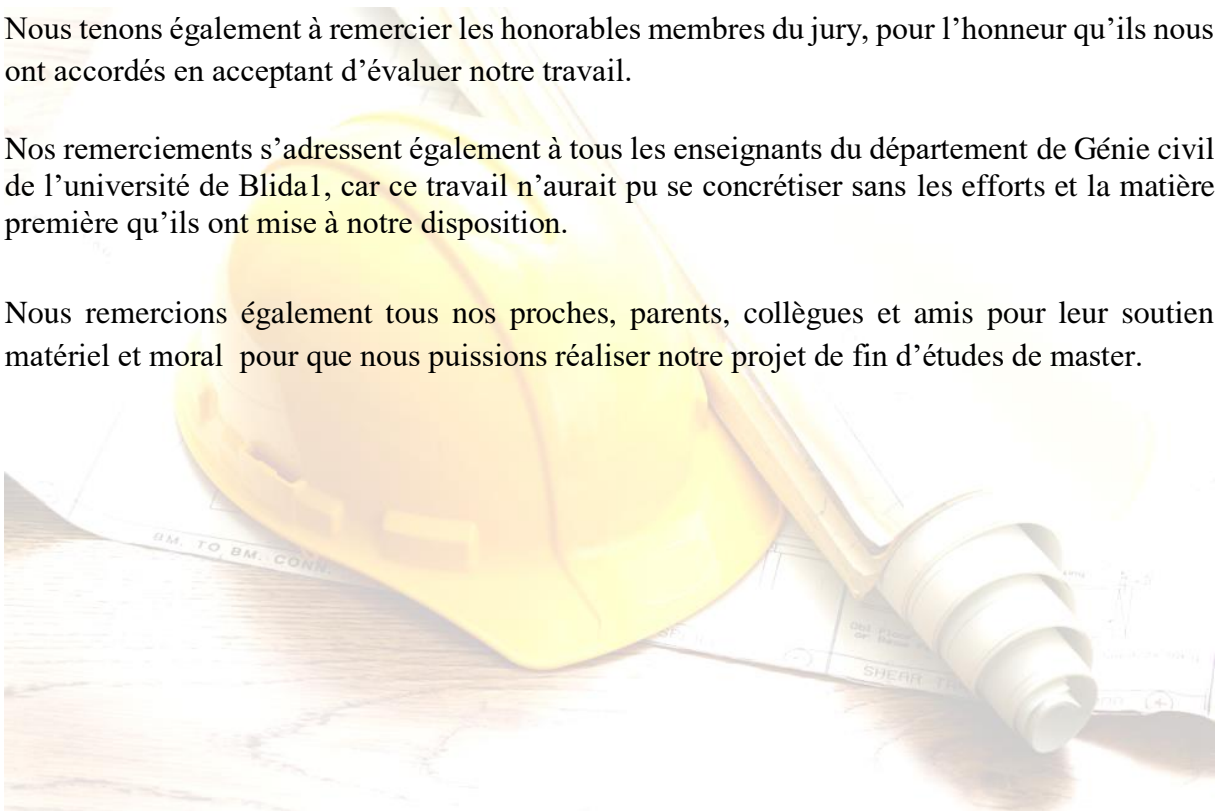 Nous tenons également à remercier les honorables membres du jury, pour l’honneur qu’ils nous
ont accordés en acceptant d’évaluer notre travail.
Nos remerciements s’adressent également à tous les enseignants du département de Génie civil
de l’université de Blida1, car ce travail n’aurait pu se concrétiser sans les efforts et la matière
première qu’ils ont mise à notre disposition.
Nous remercions également tous nos proches, parents, collègues et amis pour leur soutien
matériel et moral pour que nous puissions réaliser notre projet de fin d’études de master.
BM. TO BM. CONN.
SHEAR